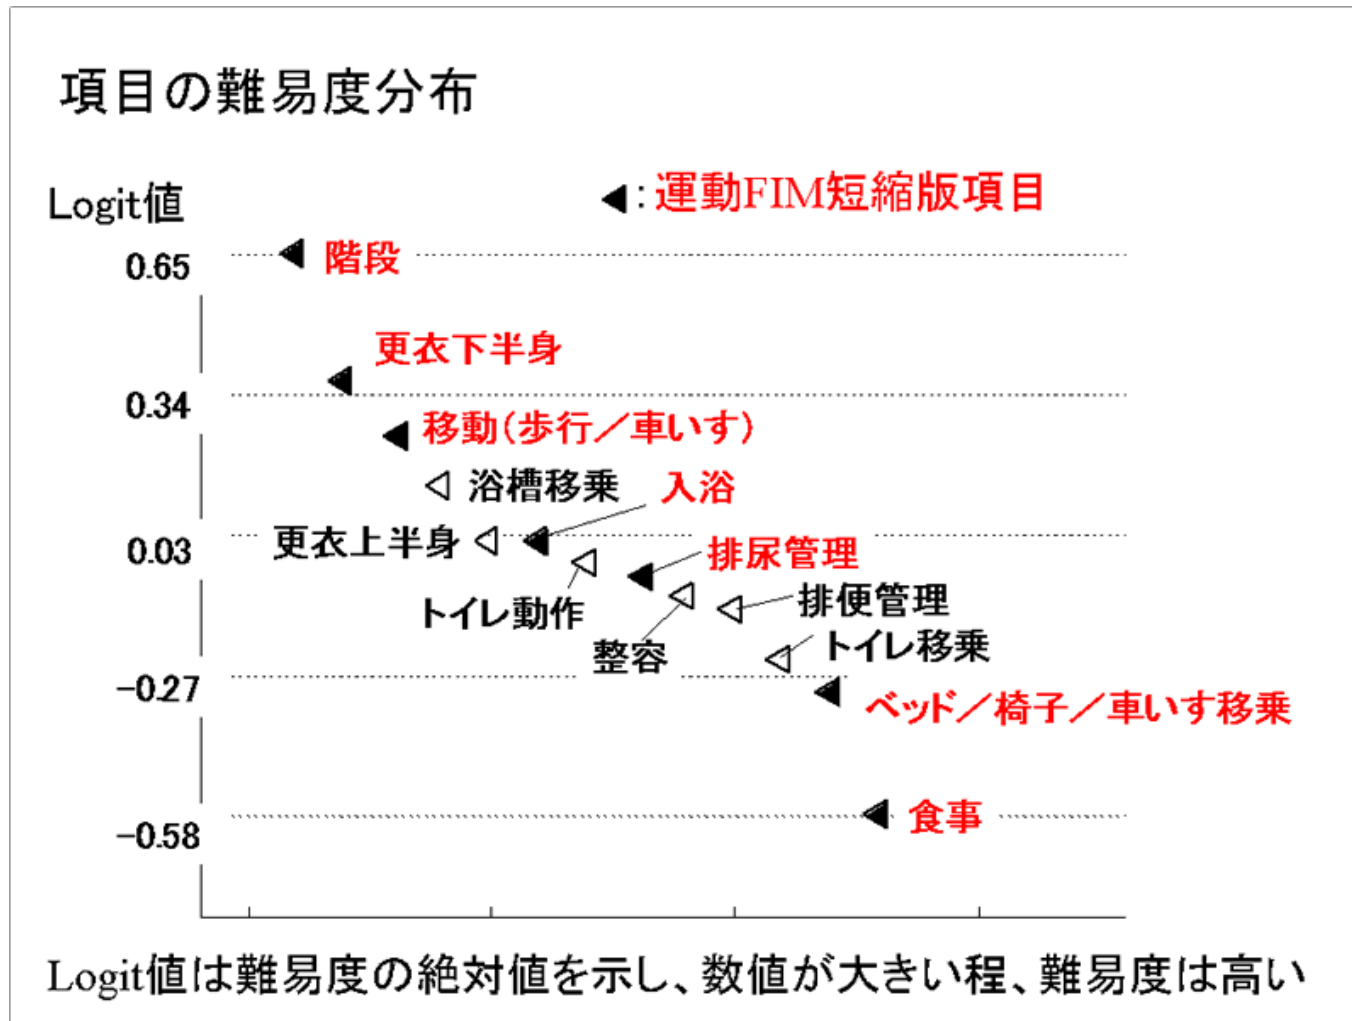 項目の難易度分布
Logit値
◀:運動FIM短縮版項目
0.65
階段
更衣下半身
0.34
移動(歩行/車いす)
浴槽移乗
入浴
更衣上半身
0.03
排尿管理
トイレ動作
排便管理
整容
トイレ移乗
-0.27
ベッド/椅子/車いす移乗
食事
-0.58
Logit値は難易度の絶対値を示し、数値が大きい程、難易度は高い